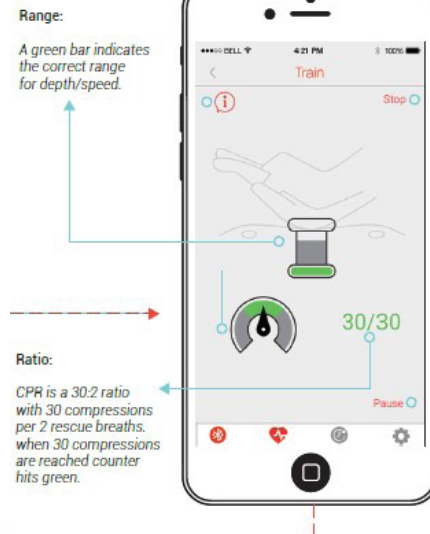 Range:
A green bar indicates
the correct range
for depth/speed.
BELL
4:21 PM
100%
Train
i
Stop
30/30
Ratio:
CPR is a 30:2 ratio
with 30 compressions
per 2 rescue breaths.
when 30 compressions
are reached counter
hits green.
Pause